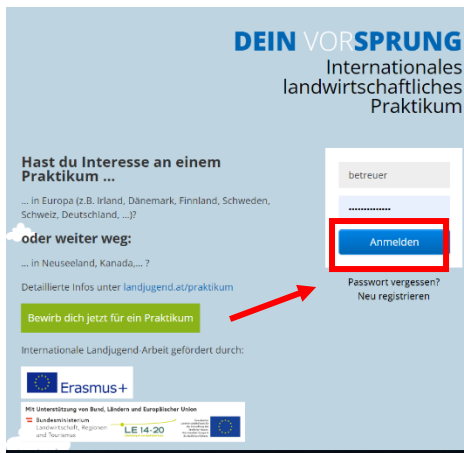 DEIN VORSPRUNG
Internationales
landwirtschaftliches
Praktikum
Hast du Interesse an einem
Praktikum ...
... in Europa (z.B. Irland, Dänemark, Finnland, Schweden,
Schweiz, Deutschland, ...)?
oder weiter weg:
... in Neuseeland, Kanada,... ?
Detaillierte Infos unter landjugend.at/praktikum
Bewirb dich jetzt für ein Praktikum
Internationale Landjugend-Arbeit gefördert durch:
Erasmus+
Mit Unterstützung von Bund, Ländern und Europäischer Union
Bundesministerium
Landwirtschaft, Regionen
und Tourismus
LE 14-20
betreuer
••••••••••••••
Anmelden
Passwort vergessen?
Neu registrieren